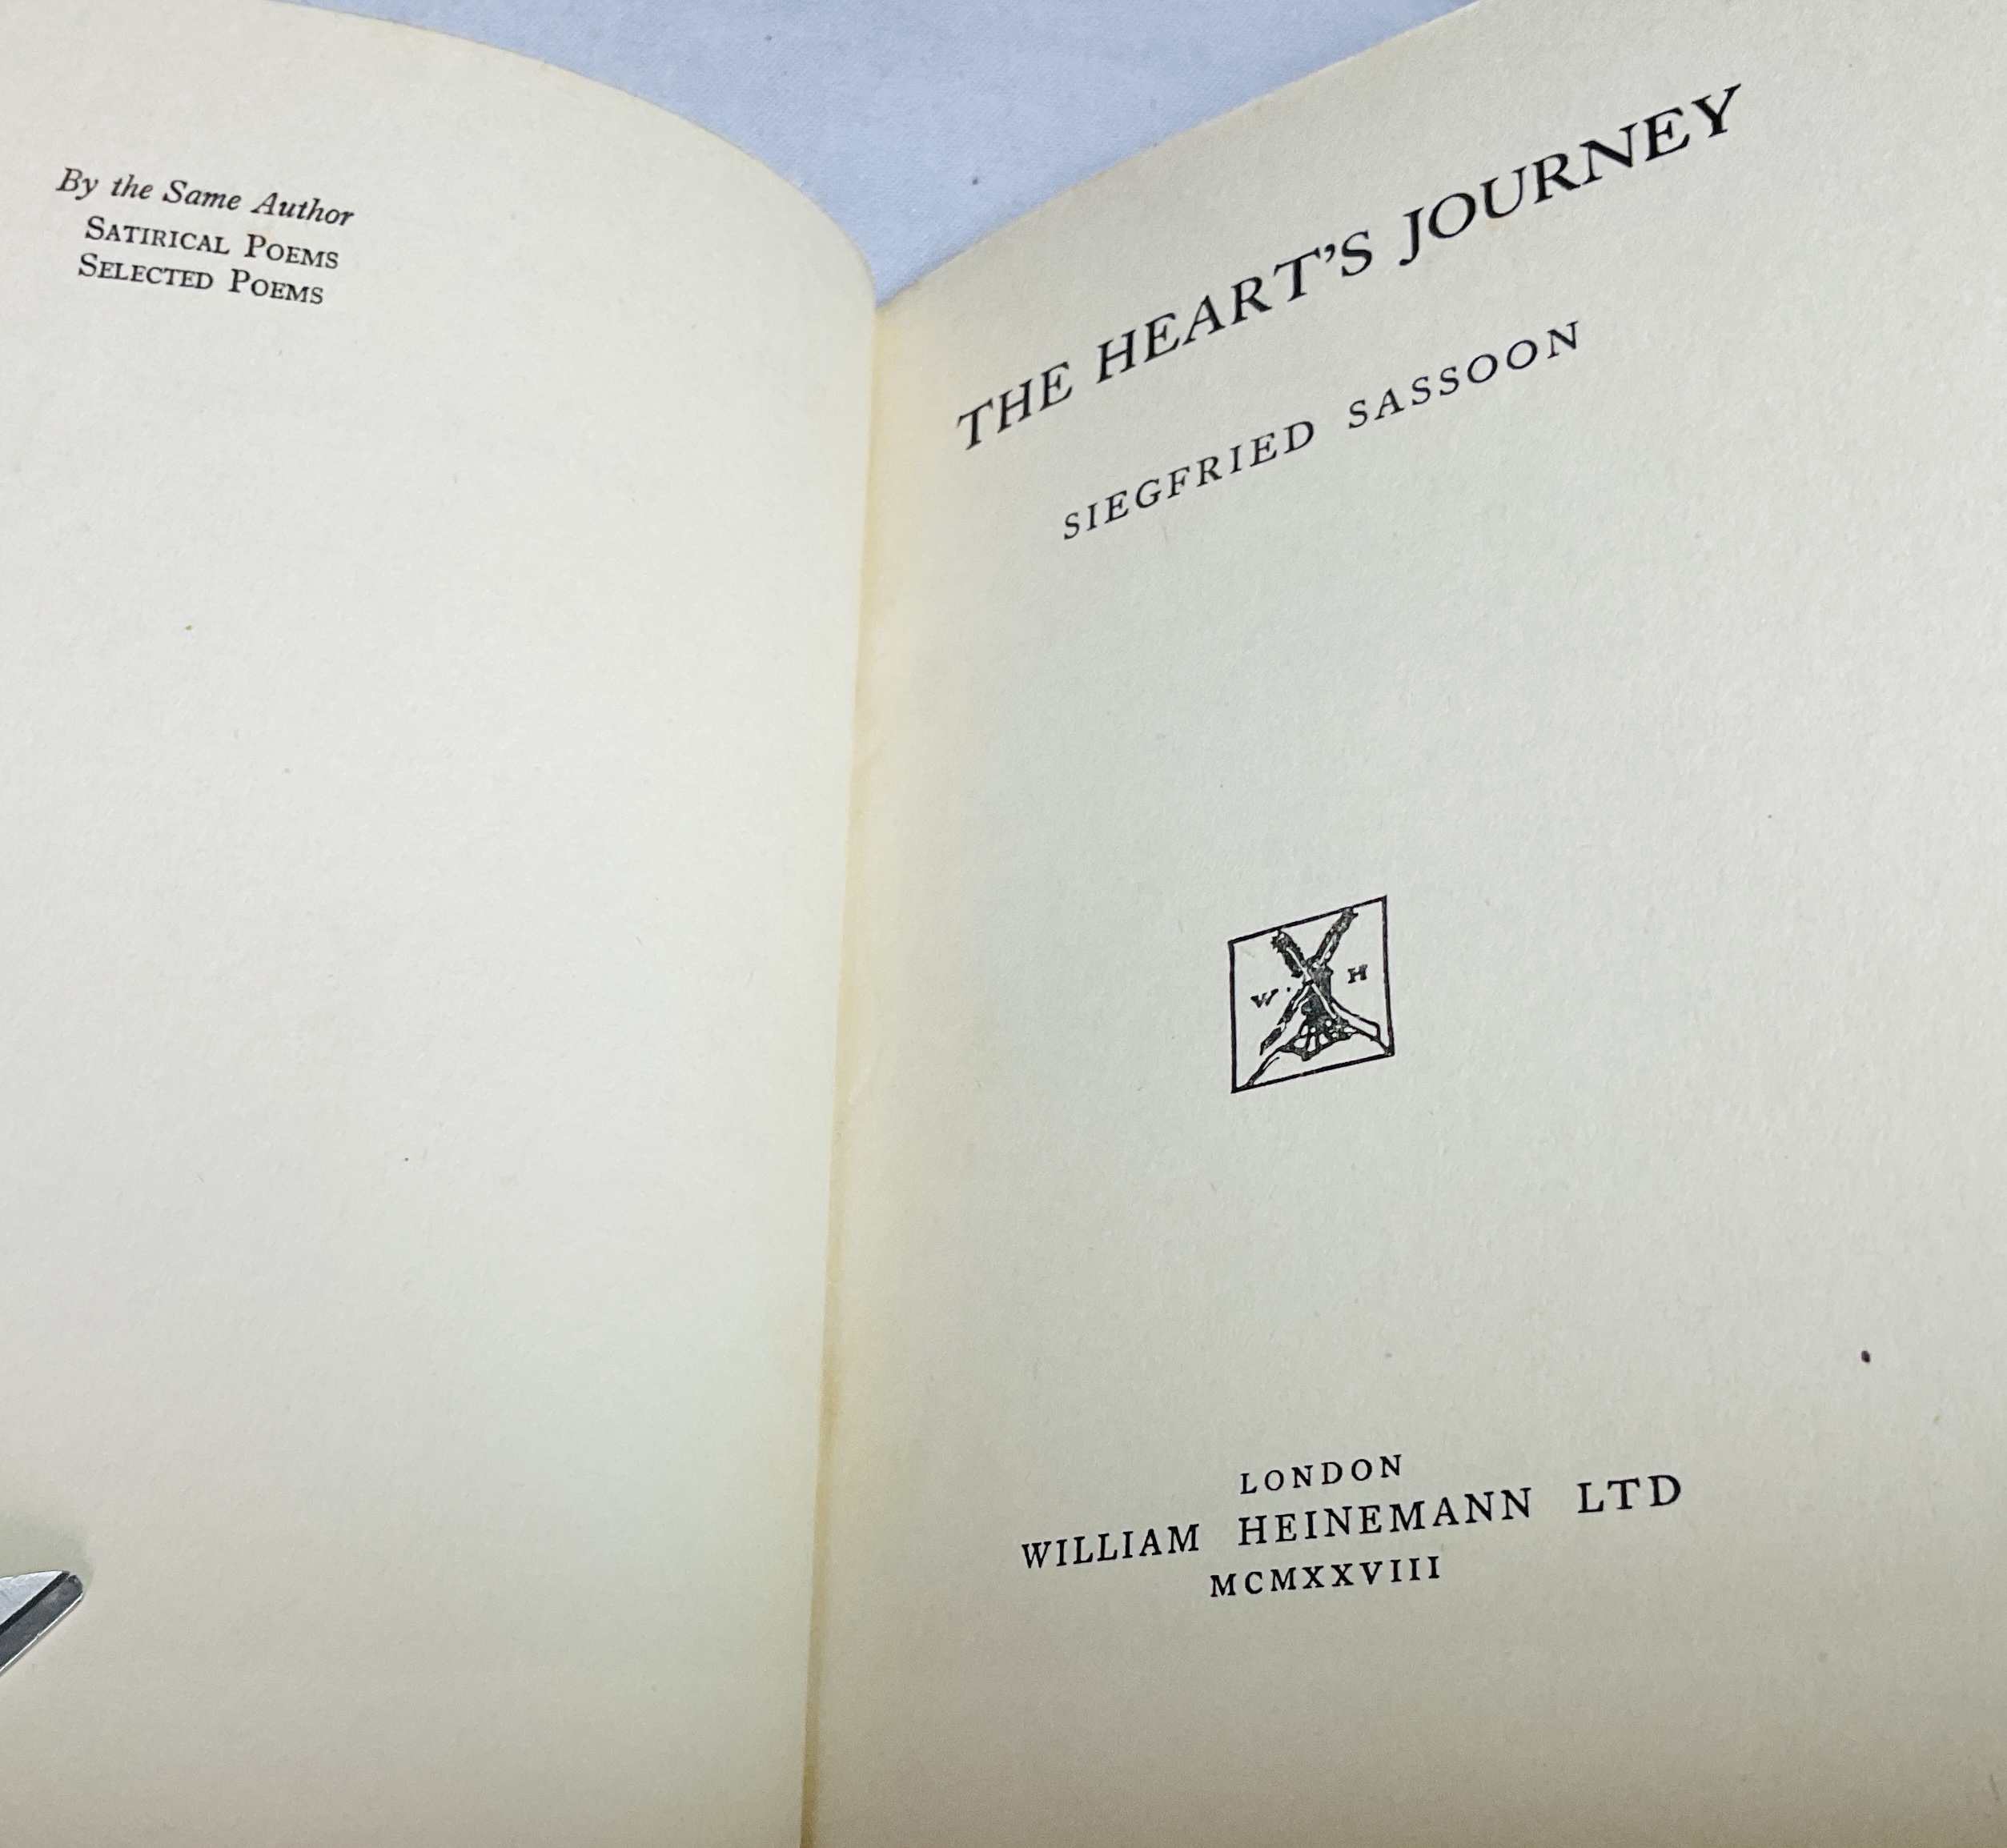 By the Same Author
SATIRICAL POEMS
SELECTED POEMS
THE HEART'S JOURNEY
SIEGFRIED SASSOON
W H
LONDON
WILLIAM HEINEMANN LTD
MCMXXVIII